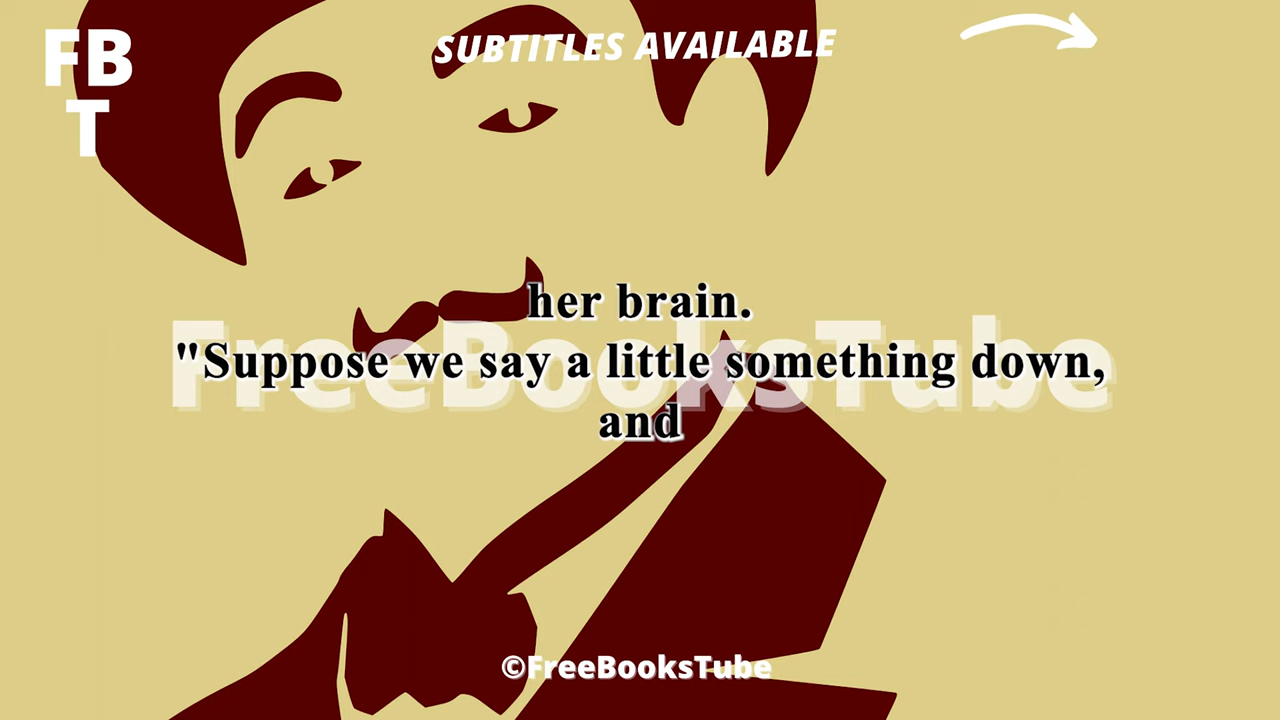 FB
T
SUBTITLES AVAILABLE
her brain.
"Suppose we say a little something down,
and
FreeBooksTube
©FreeBooksTube